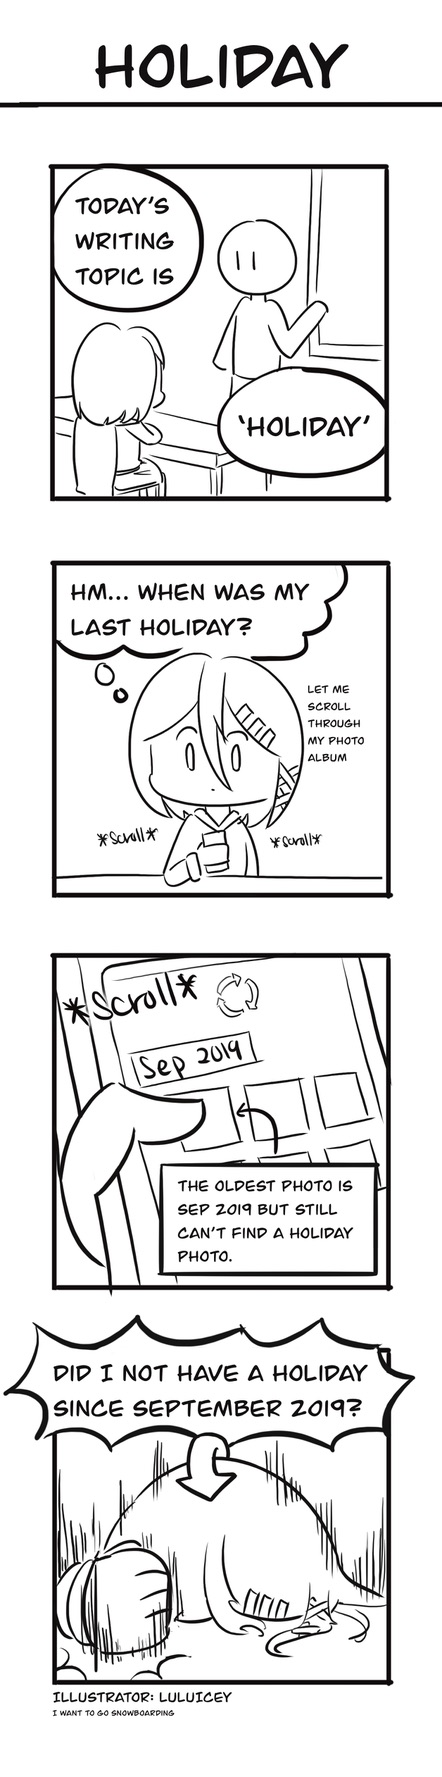 HOLIDAY
TODAY'S
WRITING
TOPIC IS
'HOLIDAY'
HM... WHEN WAS MY
LAST HOLIDAY?
LET ME
SCROLL
THROUGH
MY PHOTO
ALBUM
*scroll*
*scroll*
*scroll*
Sep 2019
THE OLDEST PHOTO IS
SEP 2019 BUT STILL
CAN'T FIND A HOLIDAY
PHOTO.
DID I NOT HAVE A HOLIDAY
SINCE SEPTEMBER 2019?
ILLUSTRATOR: LULUICEY
I WANT TO GO SNOWBOARDING